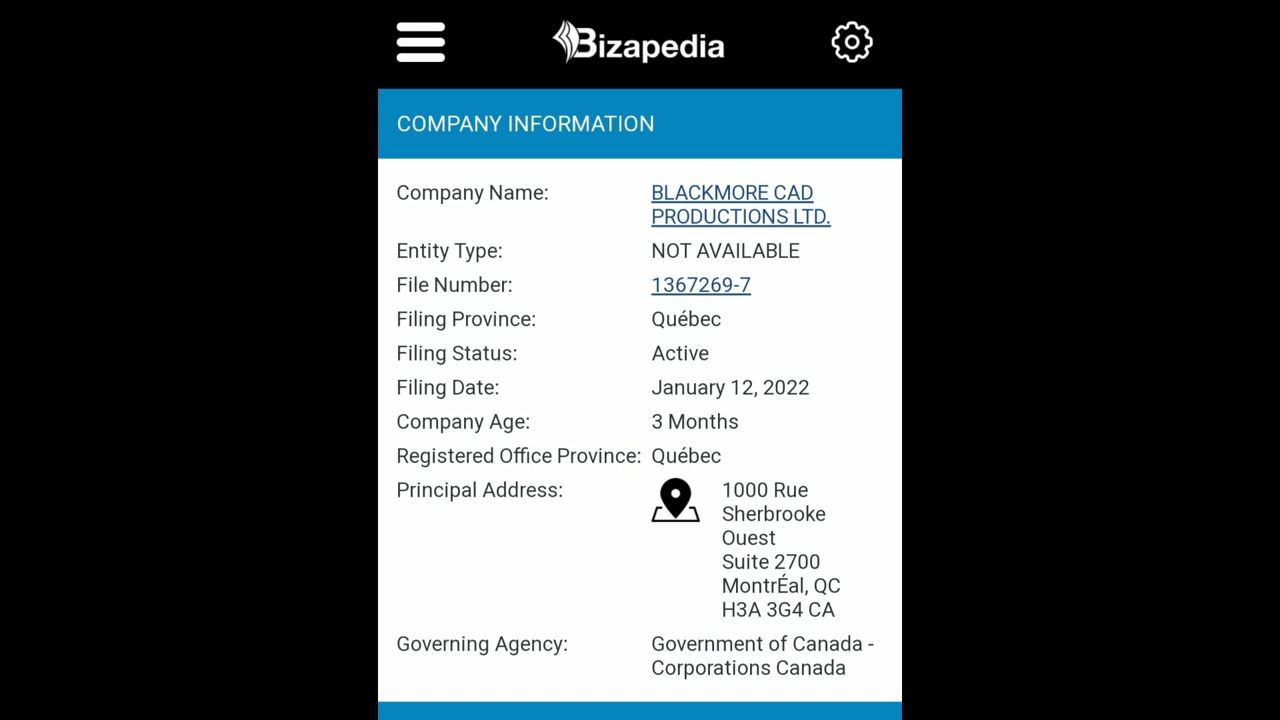 Bizapedia
COMPANY INFORMATION
Company Name: BLACKMORE CAD
PRODUCTIONS LTD.
Entity Type: NOT AVAILABLE
File Number: 1367269-7
Filing Province: Québec
Filing Status: Active
Filing Date: January 12, 2022
Company Age: 3 Months
Registered Office Province: Québec
Principal Address: 1000 Rue
Sherbrooke
Ouest
Suite 2700
MontrÉal, QC
H3A 3G4 CA
Governing Agency: Government of Canada -
Corporations Canada